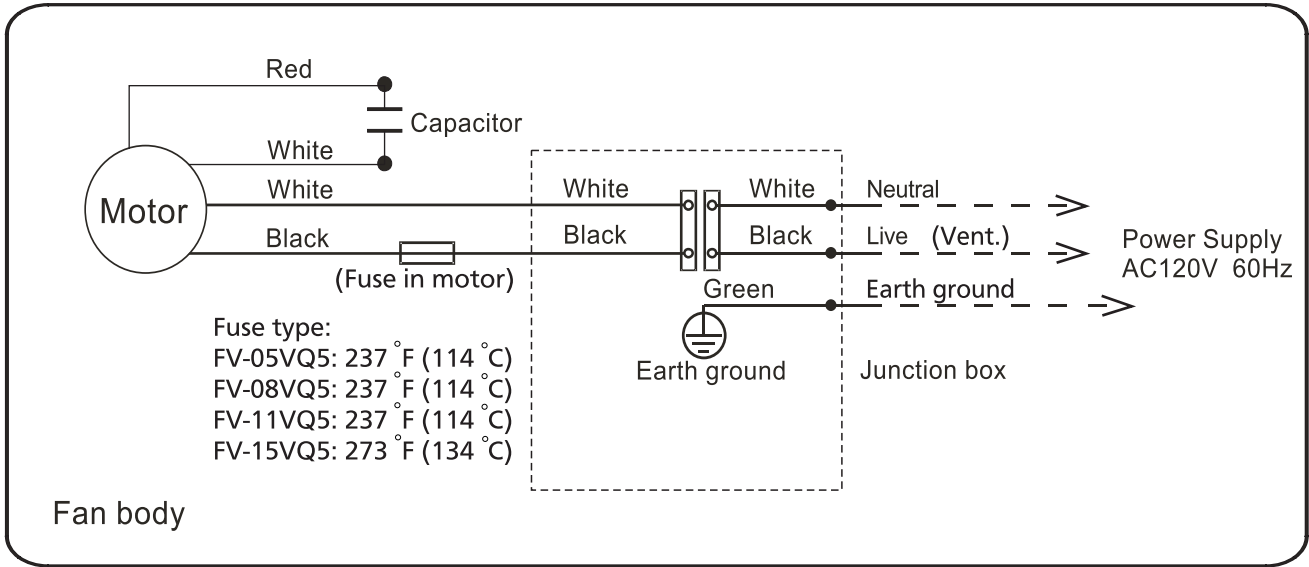 Red
Capacitor
White
White
White
White
Neutral
Motor
Black
Black
Black
Live (Vent.)
(Fuse in motor)
Power Supply
AC120V 60Hz
Green
Earth ground
Fuse type:
FV-05VQ5: 237 °F (114 °C)
FV-08VQ5: 237 °F (114 °C)
FV-11VQ5: 237 °F (114 °C)
FV-15VQ5: 273 °F (134 °C)
Earth ground
Junction box
Fan body